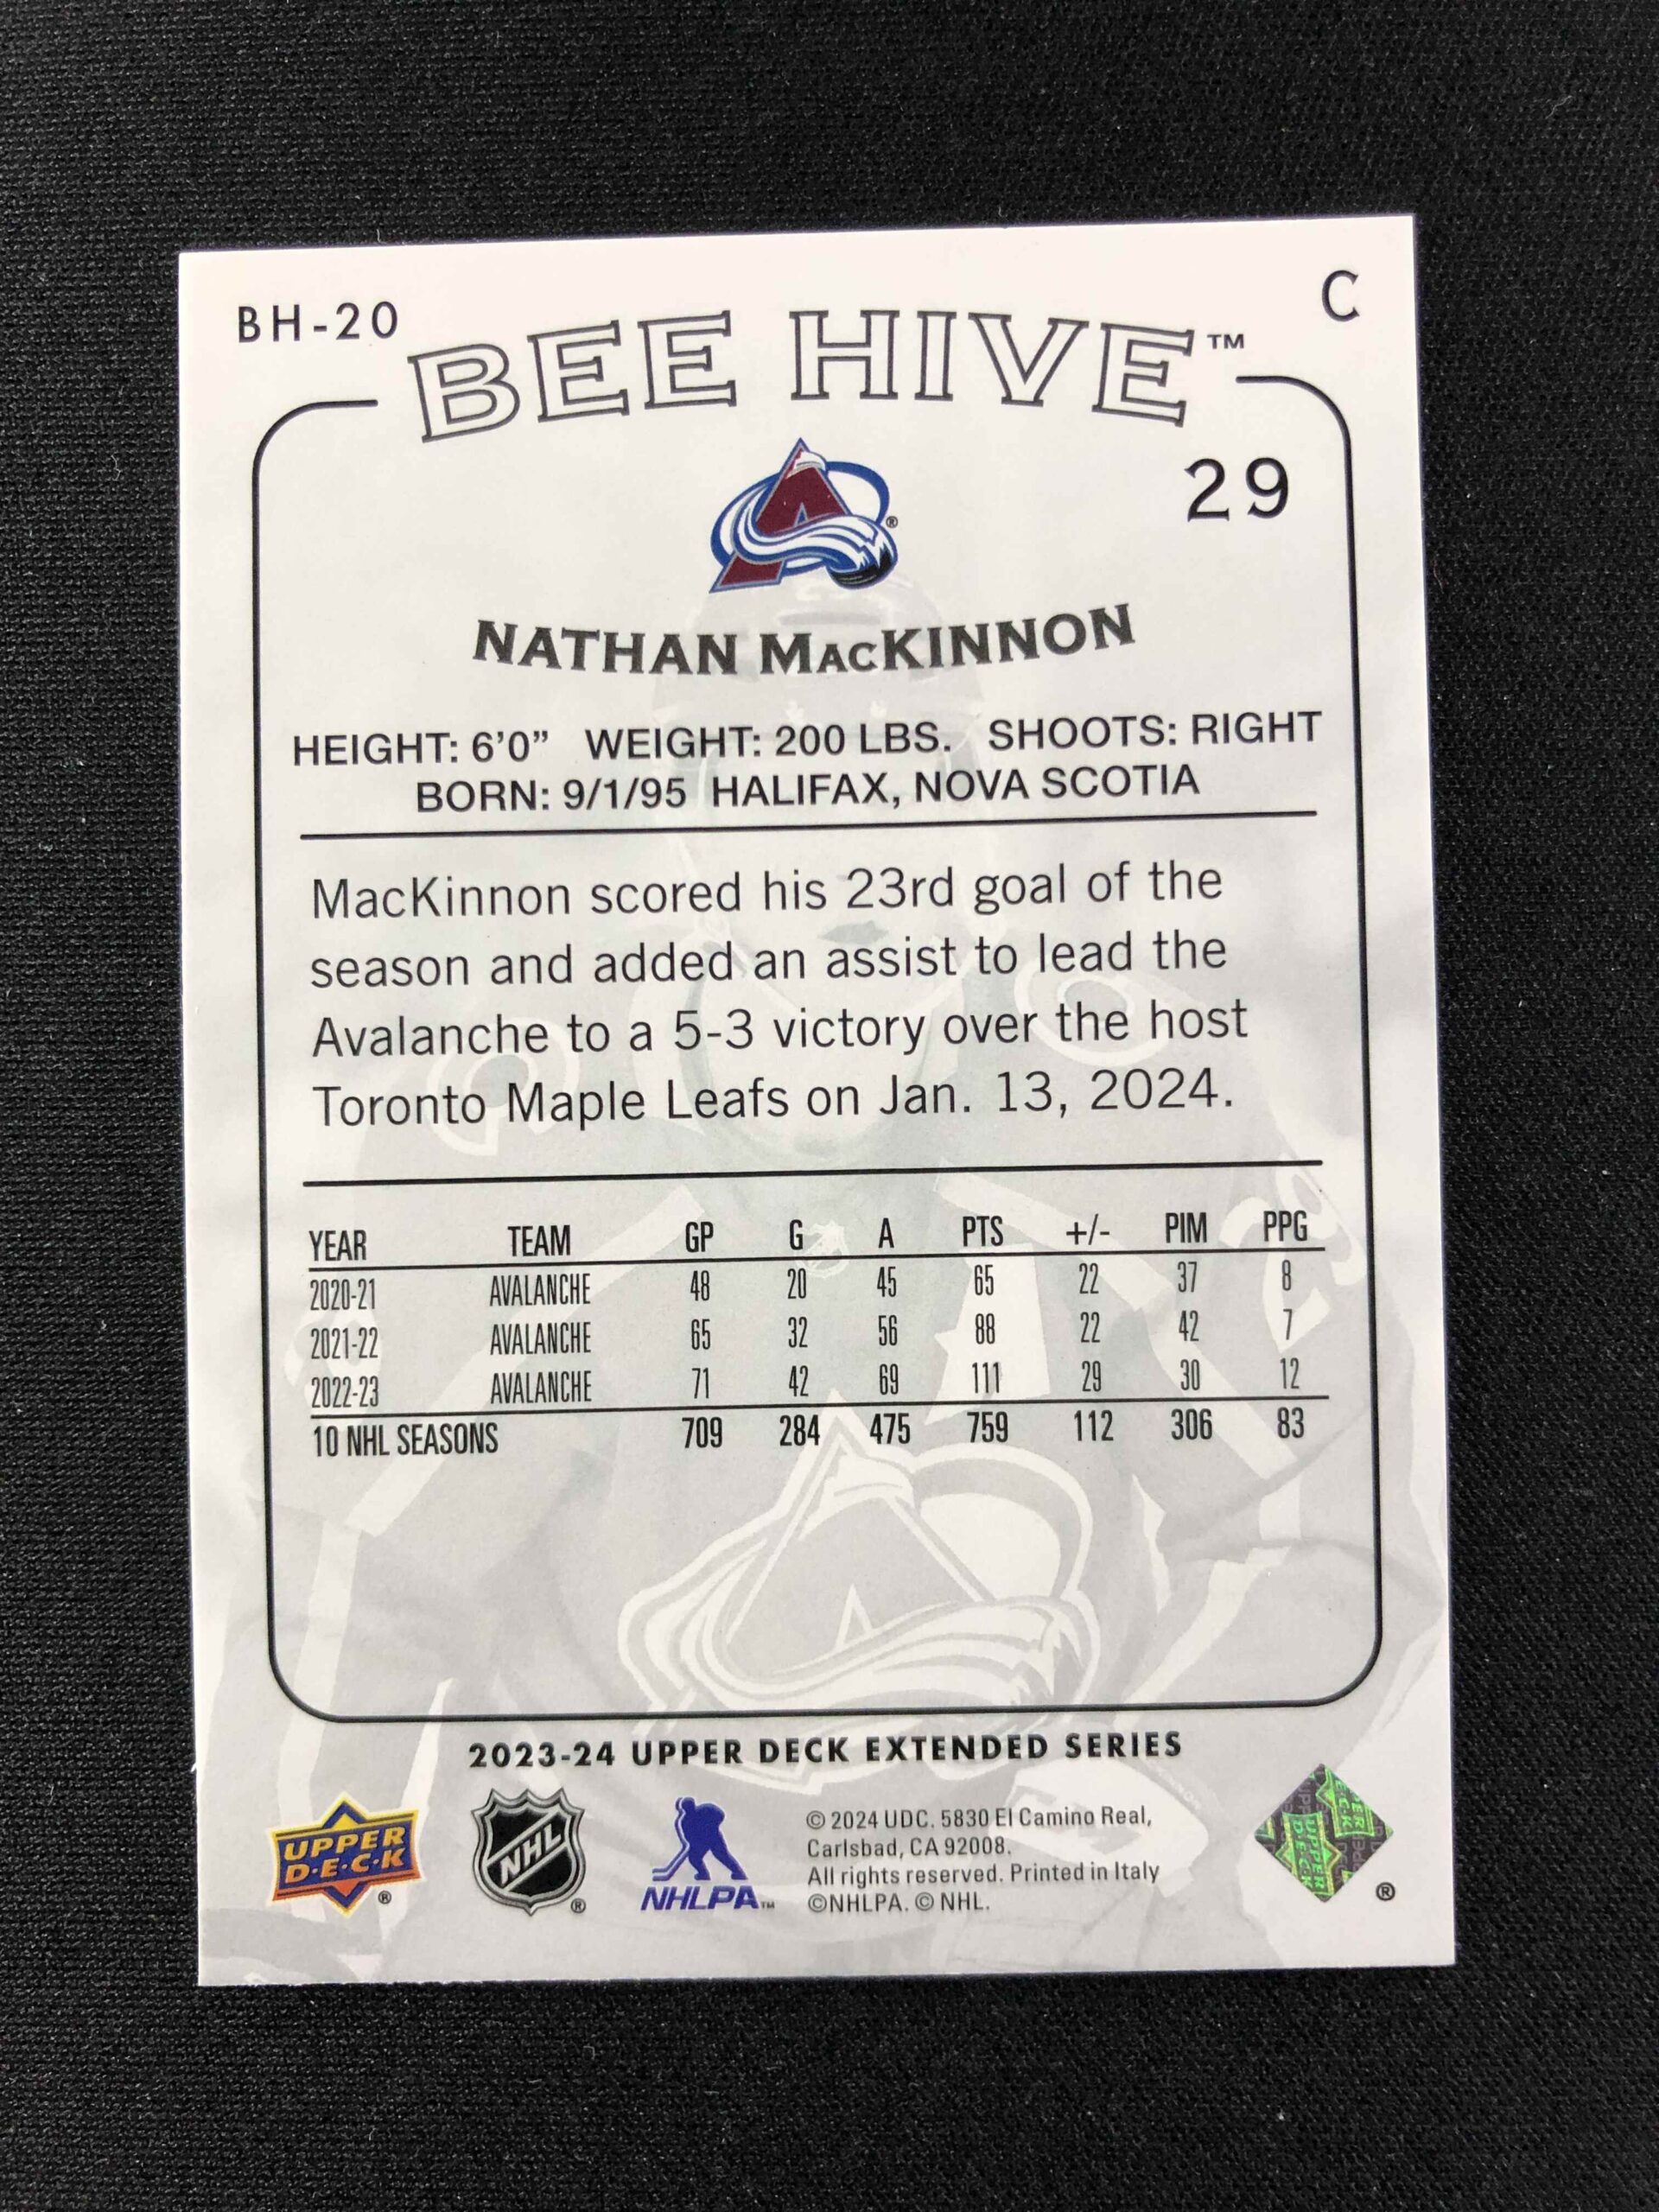 BH-20
C
BEE HIVE™
29
NATHAN MacKINNON
HEIGHT: 6'0" WEIGHT: 200 LBS. SHOOTS: RIGHT
BORN: 9/1/95 HALIFAX, NOVA SCOTIA
MacKinnon scored his 23rd goal of the
season and added an assist to lead the
Avalanche to a 5-3 victory over the host
Toronto Maple Leafs on Jan. 13, 2024.
YEAR TEAM GP G A PTS +/- PIM PPG
2020-21 AVALANCHE 48 20 45 65 22 37 8
2021-22 AVALANCHE 65 32 56 88 22 42 7
2022-23 AVALANCHE 71 42 69 111 29 30 12
10 NHL SEASONS 709 284 475 759 112 306 83
2023-24 UPPER DECK EXTENDED SERIES
UPPER
D·E·C·K
®
NHL
®
NHLPA™
© 2024 UDC. 5830 El Camino Real,
Carlsbad, CA 92008.
All rights reserved. Printed in Italy
©NHLPA. © NHL.
UPPER
D·E·C·K
®